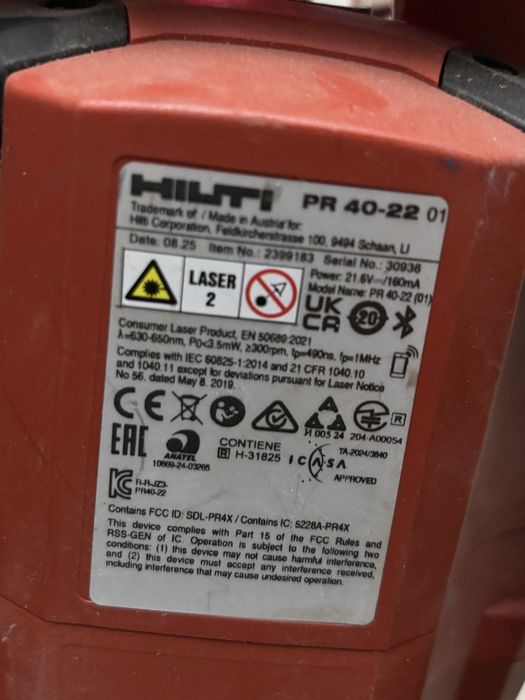 HILTI PR 40-22 01
Trademark of / Made in Austria for:
Hilti Corporation, Feldkircherstrasse 100, 9494 Schaan, LI
Date: 08.25 Item No.: 2399183 Serial No.: 30936
Power: 21.6V⎓/160mA
Model Name: PR 40-22 (01)
LASER
2
UK
CA
20
Consumer Laser Product, EN 50689:2021
λ=630-650nm, P0<3.5mW, ≥300rpm, tp=490ns, fp=1MHz
Complies with IEC 60825-1:2014 and 21 CFR 1040.10
and 1040.11 except for deviations pursuant for Laser Notice
No 56, dated May 8, 2019.
CE
R
И 005 24 204-A00054
EAC
ANATEL
10669-24-03265
CONTIENE
R H-31825
ICASA
TA-2024/3840
APPROVED
R-R-JZ3-
PR40-22
Contains FCC ID: SDL-PR4X / Contains IC: 5228A-PR4X
This device complies with Part 15 of the FCC Rules and
RSS-GEN of IC. Operation is subject to the following two
conditions: (1) this device may not cause harmful interference,
and (2) this device must accept any interference received,
including interference that may cause undesired operation.